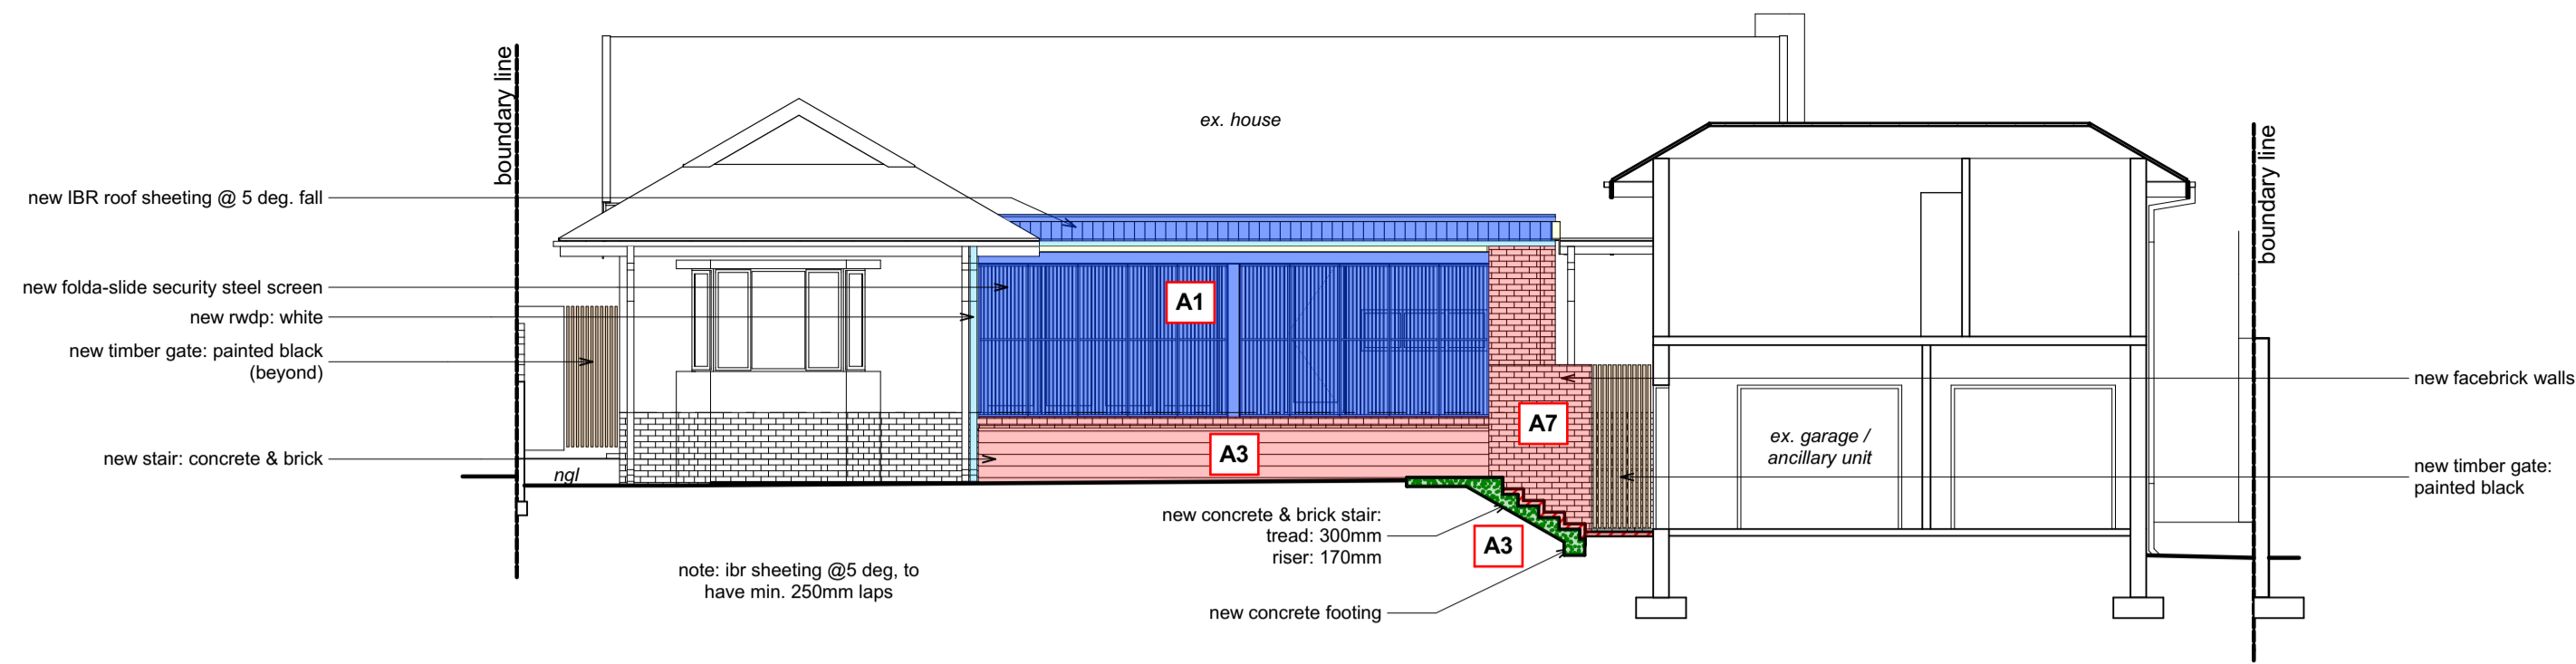 boundary line
ex. house
boundary line
new IBR roof sheeting @ 5 deg. fall
new folda-slide security steel screen
A1
new rwdp: white
new timber gate: painted black
(beyond)
new facebrick walls
A7
ex. garage /
ancillary unit
new stair: concrete & brick
A3
ngl
new timber gate:
painted black
new concrete & brick stair:
tread: 300mm
riser: 170mm
A3
note: ibr sheeting @5 deg, to
have min. 250mm laps
new concrete footing